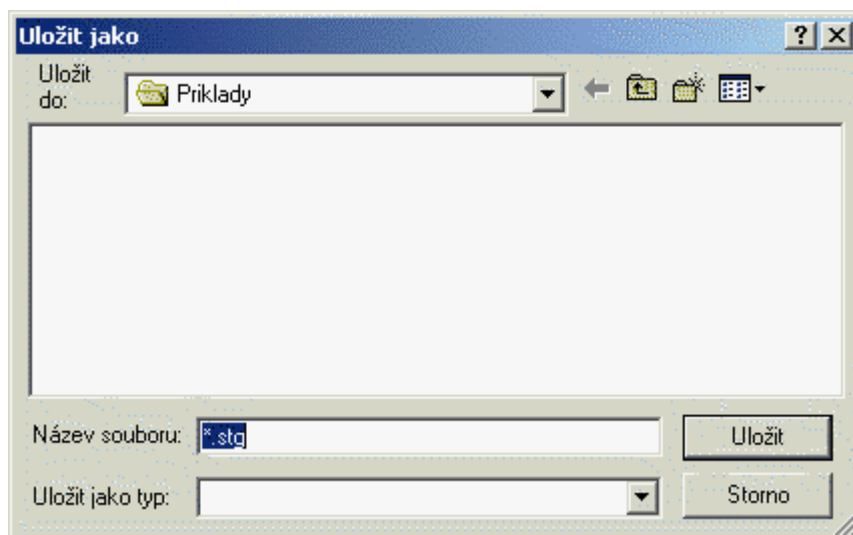 Uložit jako
Uložit
do:
Priklady
Název souboru:
*.stg
Uložit
Uložit jako typ:
Storno